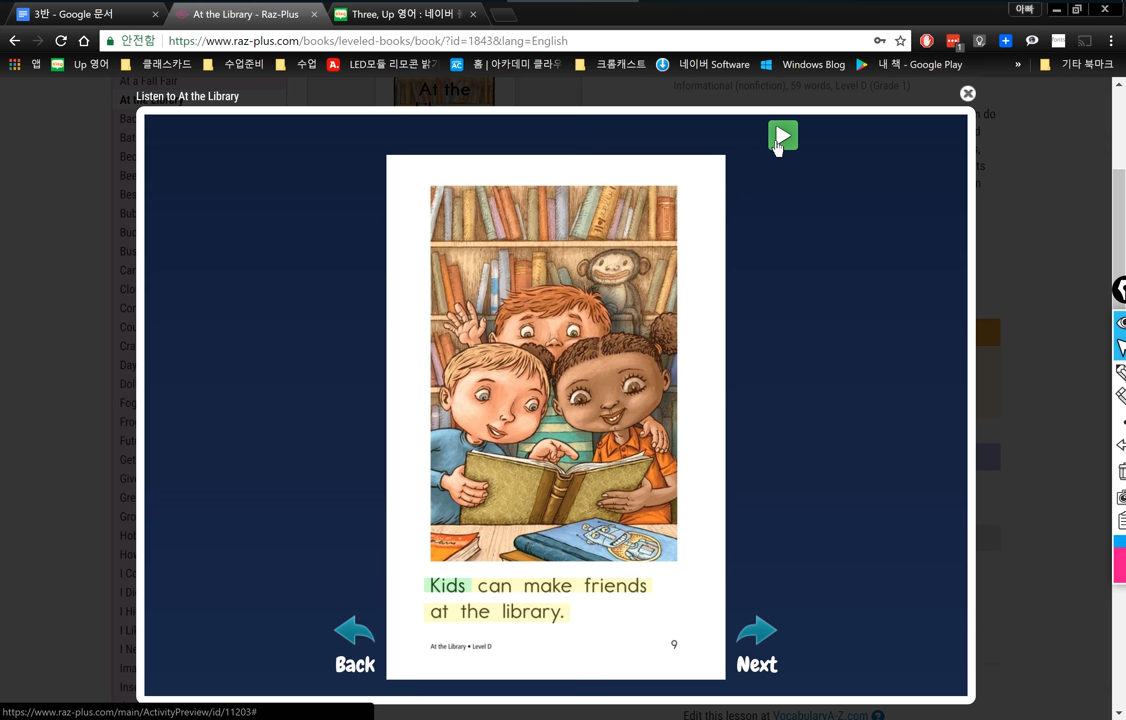 3반 - Google 문서
At the Library - Raz-Plus
Three, Up 영어 : 네이버
아빠
안전함
https://www.raz-plus.com/books/leveled-books/book/?id=1843&lang=English
앱
Up 영어
클래스카드
수업준비
수업
LED모듈 리모콘 밝기
홈 | 아카데미 클라우
크롬캐스트
네이버 Software
Windows Blog
내 책 - Google Play
»
기타 북마크
At a Fall Fair
At the Library
At the
Informational (nonfiction), 59 words, Level D (Grade 1)
Listen to At the Library
Kids can make friends
at the library.
At the Library • Level D
9
Back
Next
https://www.raz-plus.com/main/ActivityPreview/id/11203#
Edit this lesson at VocabularyA-Z.com